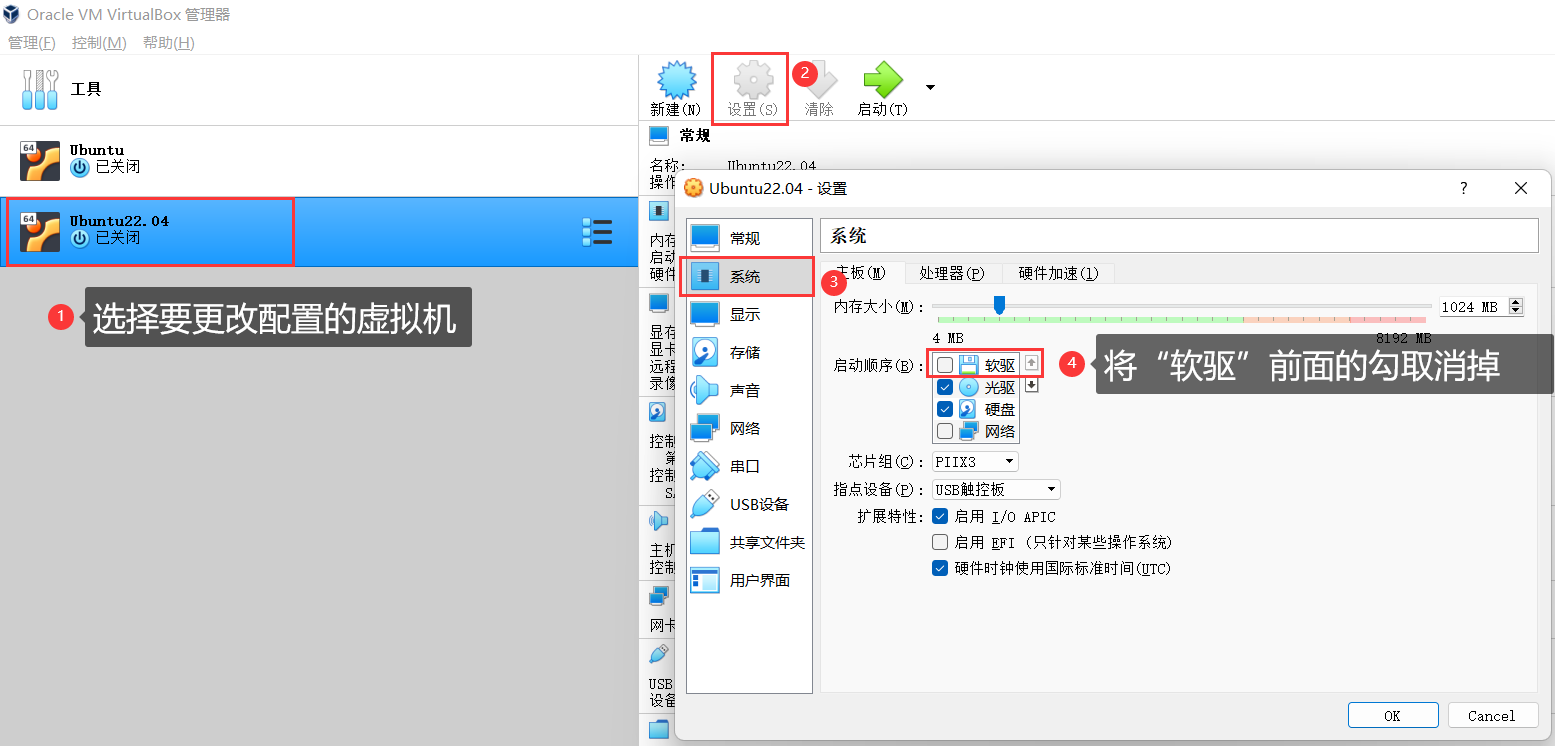 Oracle VM VirtualBox 管理器
管理(F) 控制(M) 帮助(H)
工具
新建(N) 设置(S) 清除 启动(T)
2
64
Ubuntu
已关闭
64
Ubuntu22.04
已关闭
1
选择要更改配置的虚拟机
常规
名称: Ubuntu22.04
操作
内存
启动
硬件
显存
显卡
远程
录像
控制
第
控制
SA
主机
控制
网卡
USB
设备
Ubuntu22.04 - 设置
?
常规
系统
显示
存储
声音
网络
串口
USB设备
共享文件夹
用户界面
系统
3
主板(M) 处理器(P) 硬件加速(l)
内存大小(M): 1024 MB
4 MB 8192 MB
启动顺序(B): 软驱
光驱
硬盘
网络
4
将“软驱”前面的勾取消掉
芯片组(C): PIIX3
指点设备(P): USB触控板
扩展特性: 启用 I/O APIC
启用 EFI (只针对某些操作系统)
硬件时钟使用国际标准时间(UTC)
OK Cancel